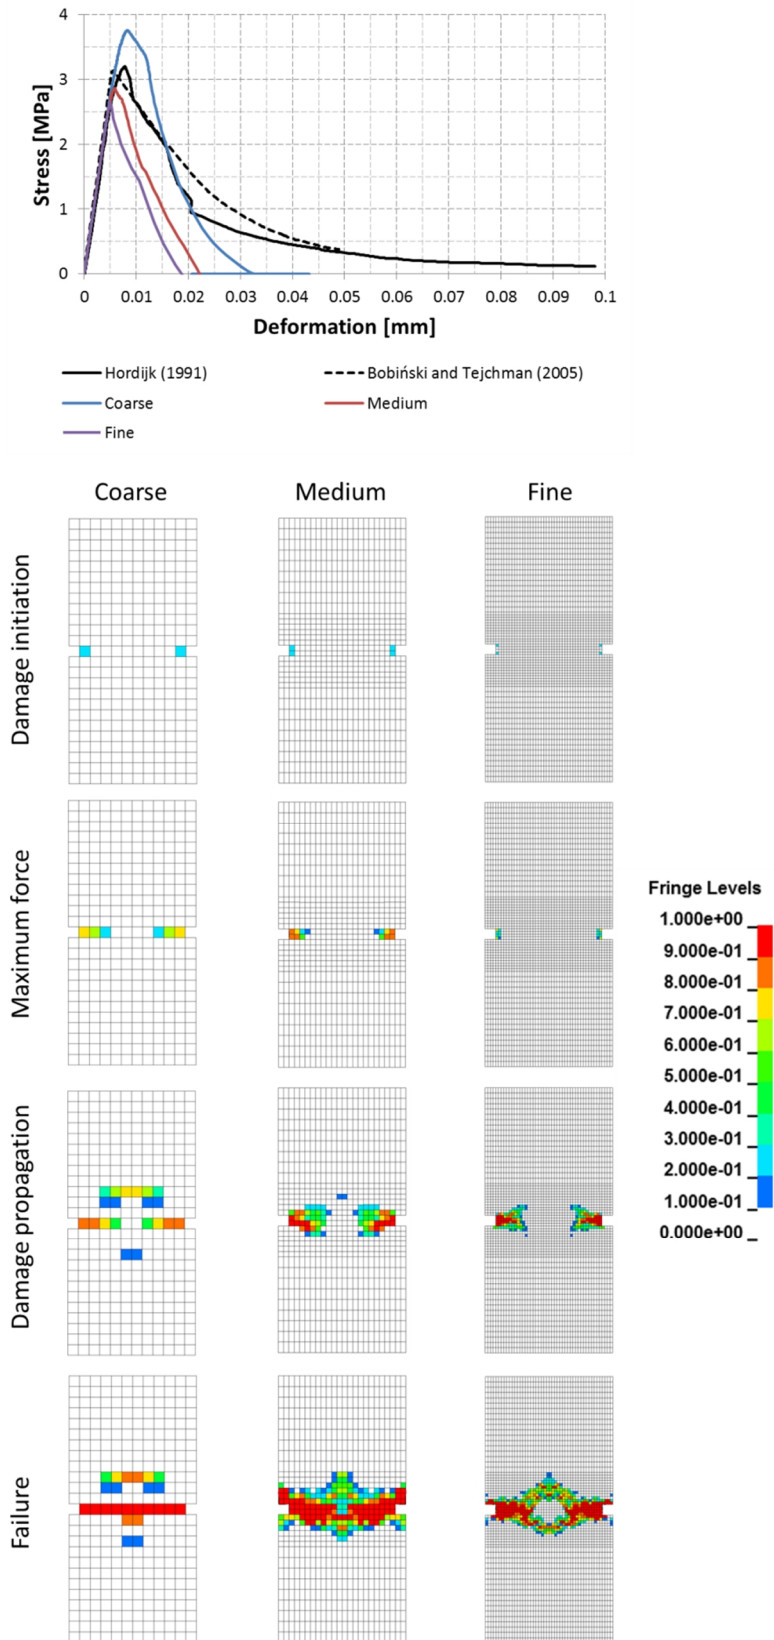 4
3
2
1
0
Stress [MPa]
0 0.01 0.02 0.03 0.04 0.05 0.06 0.07 0.08 0.09 0.1
Deformation [mm]
Hordijk (1991) Bobiński and Tejchman (2005)
Coarse Medium
Fine
Coarse Medium Fine
Damage initiation
Maximum force
Fringe Levels
1.000e+00
9.000e-01
8.000e-01
7.000e-01
6.000e-01
5.000e-01
4.000e-01
3.000e-01
2.000e-01
1.000e-01
0.000e+00
Damage propagation
Failure